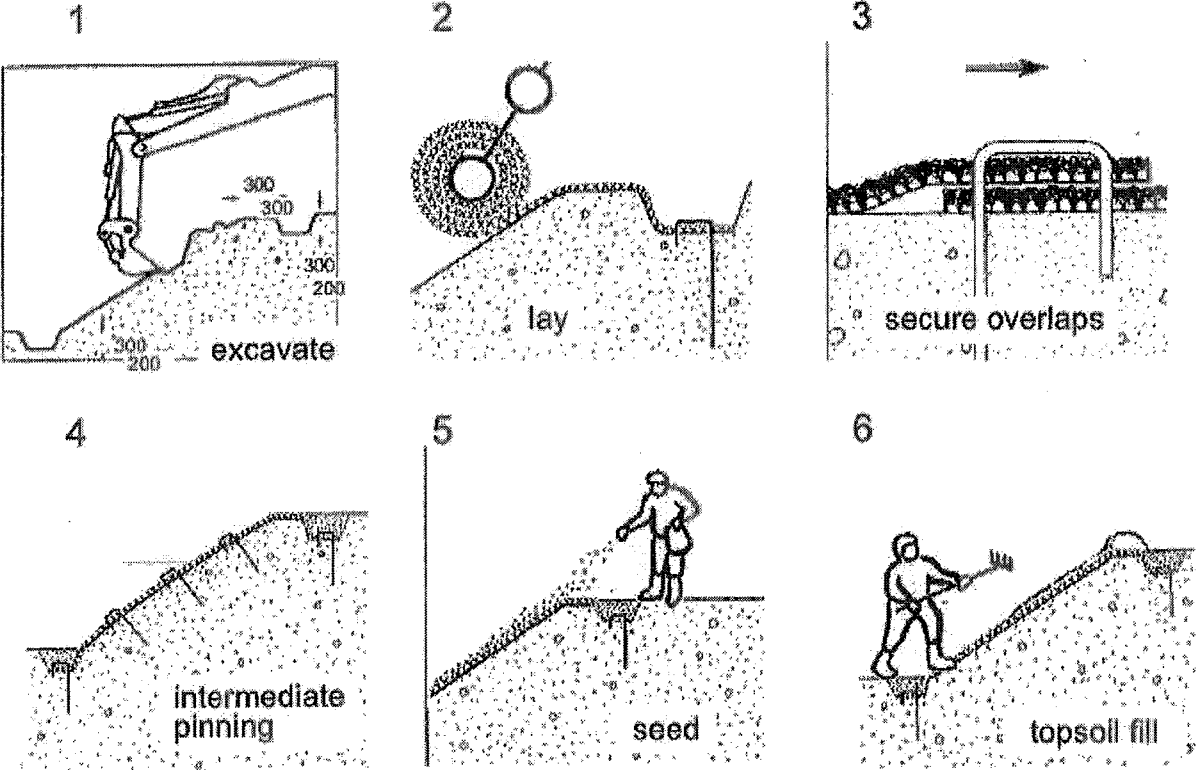 1
2
3
300
300
300
200
300
200
excavate
lay
secure overlaps
4
5
6
intermediate
pinning
seed
topsoil fill